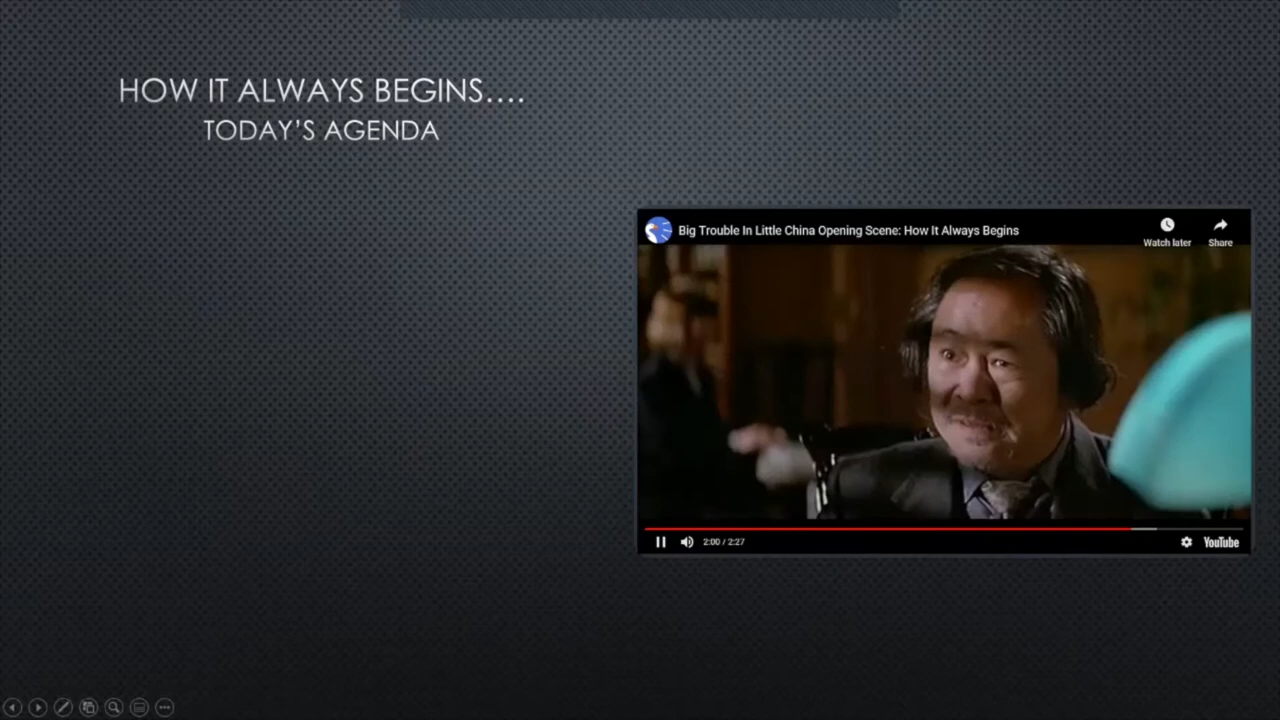 HOW IT ALWAYS BEGINS....
TODAY'S AGENDA
Big Trouble In Little China Opening Scene: How It Always Begins
Watch later
Share
2:00 / 2:27
YouTube